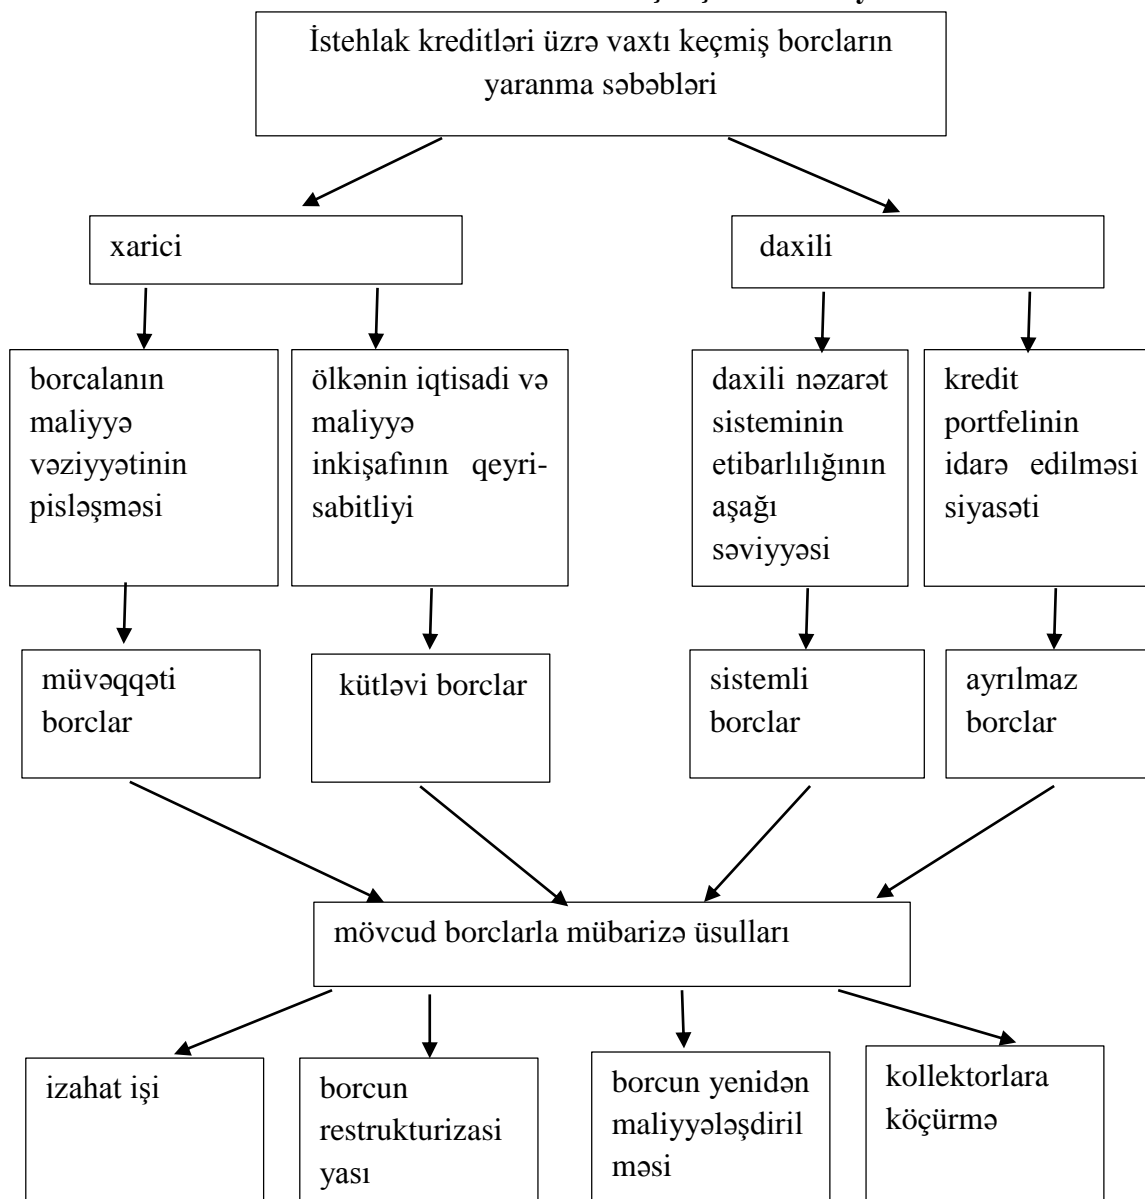 İstehlak kreditləri üzrə vaxtı keçmiş borcların
yaranma səbəbləri
xarici
daxili
borcalanın
maliyyə
vəziyyətinin
pisləşməsi
ölkənin iqtisadi və
maliyyə
inkişafının qeyri-
sabitliyi
daxili nəzarət
sisteminin
etibarlılığının
aşağı
səviyyəsi
kredit
portfelinin
idarə edilməsi
siyasəti
müvəqqəti
borclar
kütləvi borclar
sistemli
borclar
ayrılmaz
borclar
mövcud borclarla mübarizə üsulları
izahat işi
borcun
restrukturizasi
yası
borcun yenidən
maliyyələşdiril
məsi
kollektorlara
köçürmə